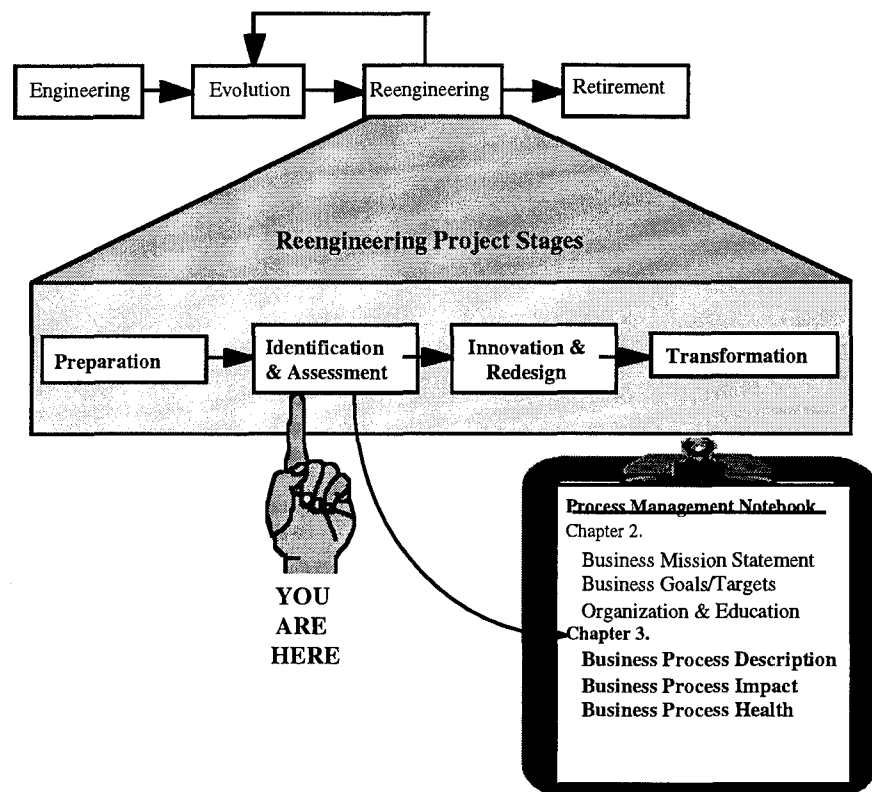 Engineering
Evolution
Reengineering
Retirement
Reengineering Project Stages
Preparation
Identification
& Assessment
Innovation &
Redesign
Transformation
YOU
ARE
HERE
Process Management Notebook
Chapter 2.
Business Mission Statement
Business Goals/Targets
Organization & Education
Chapter 3.
Business Process Description
Business Process Impact
Business Process Health